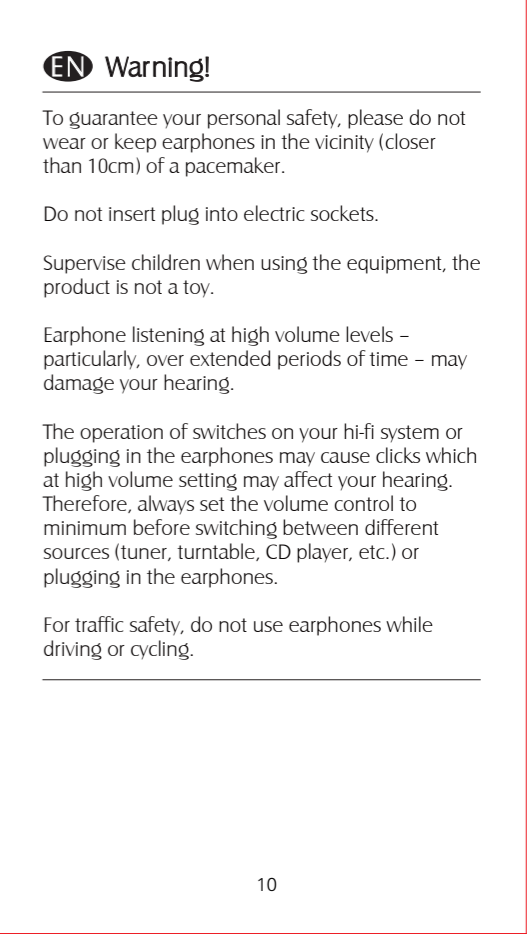 EN Warning!
To guarantee your personal safety, please do not
wear or keep earphones in the vicinity (closer
than 10cm) of a pacemaker.
Do not insert plug into electric sockets.
Supervise children when using the equipment, the
product is not a toy.
Earphone listening at high volume levels –
particularly, over extended periods of time – may
damage your hearing.
The operation of switches on your hi-fi system or
plugging in the earphones may cause clicks which
at high volume setting may affect your hearing.
Therefore, always set the volume control to
minimum before switching between different
sources (tuner, turntable, CD player, etc.) or
plugging in the earphones.
For traffic safety, do not use earphones while
driving or cycling.
10